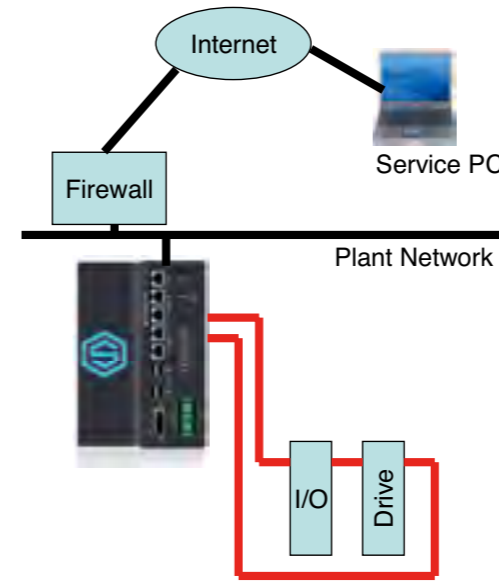 Internet
Service PC
Firewall
Plant Network
I/O
Drive